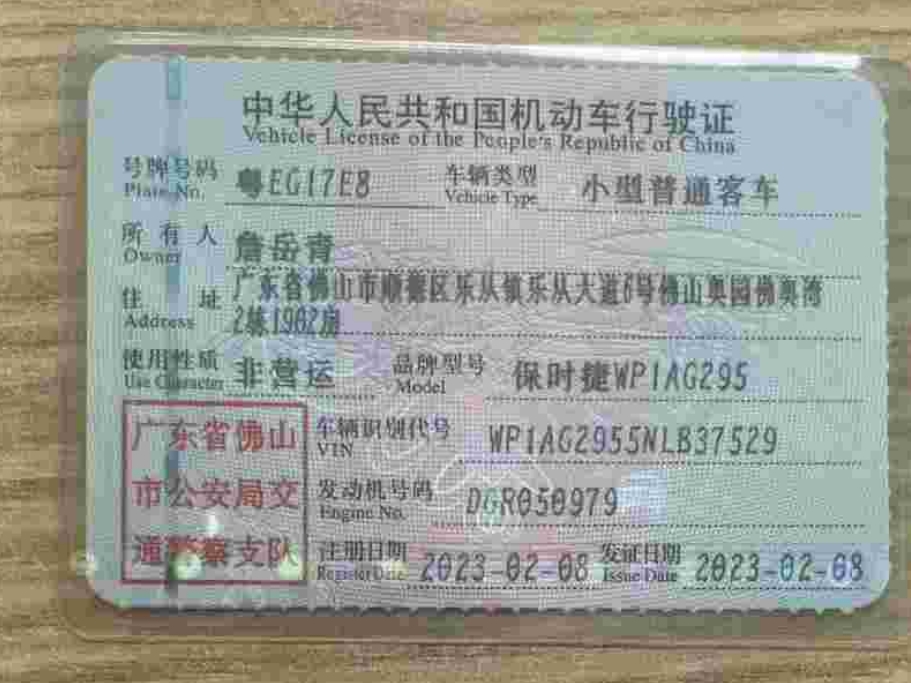 中华人民共和国机动车行驶证
Vehicle License of the People's Republic of China
号牌号码 粤EG17E8 车辆类型 小型普通客车
Plate No. Vehicle Type
所有人 詹岳青
Owner
住址 广东省佛山市顺德区乐从镇乐从大道6号佛山奥园佛奥湾
Address 2栋1902房
使用性质 非营运 品牌型号 保时捷WP1AG295
Use Character Model
广东省佛山 车辆识别代号 WP1AG2955NLB37529
VIN
市公安局交 发动机号码 DGR050979
Engine No.
通警察支队 注册日期 2023-02-08 发证日期 2023-02-08
Register Date Issue Date